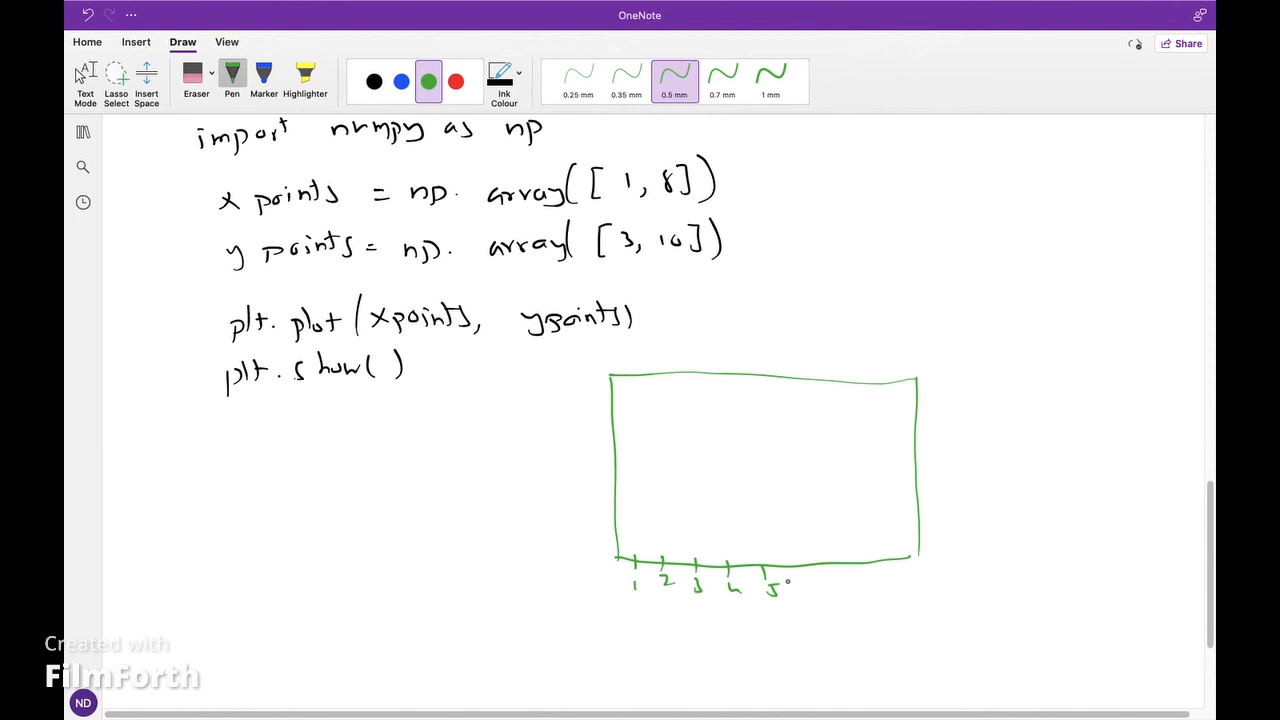 OneNote
Home Insert Draw View
Share
Text Mode Lasso Select Insert Space Eraser Pen Marker Highlighter Ink Colour 0.25 mm 0.35 mm 0.5 mm 0.7 mm 1 mm
import numpy as np
x points = np. array([ 1, 8])
y points = np. array( [3, 10])
plt. plot (xpoints, ypoints)
plt. show( )
1 2 3 4 5
Created with
FilmForth
ND